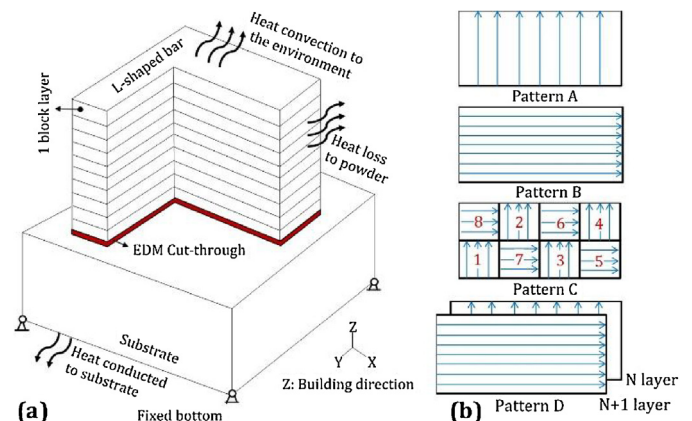 Heat convection to
the environment
L-shaped bar
1 block layer
Heat loss
to powder
EDM Cut-through
Substrate
Heat conducted
to substrate
Z
Y X
Z: Building direction
(a)
Fixed bottom
Pattern A
Pattern B
8 2 6 4
1 7 3 5
Pattern C
N layer
N+1 layer
Pattern D
(b)